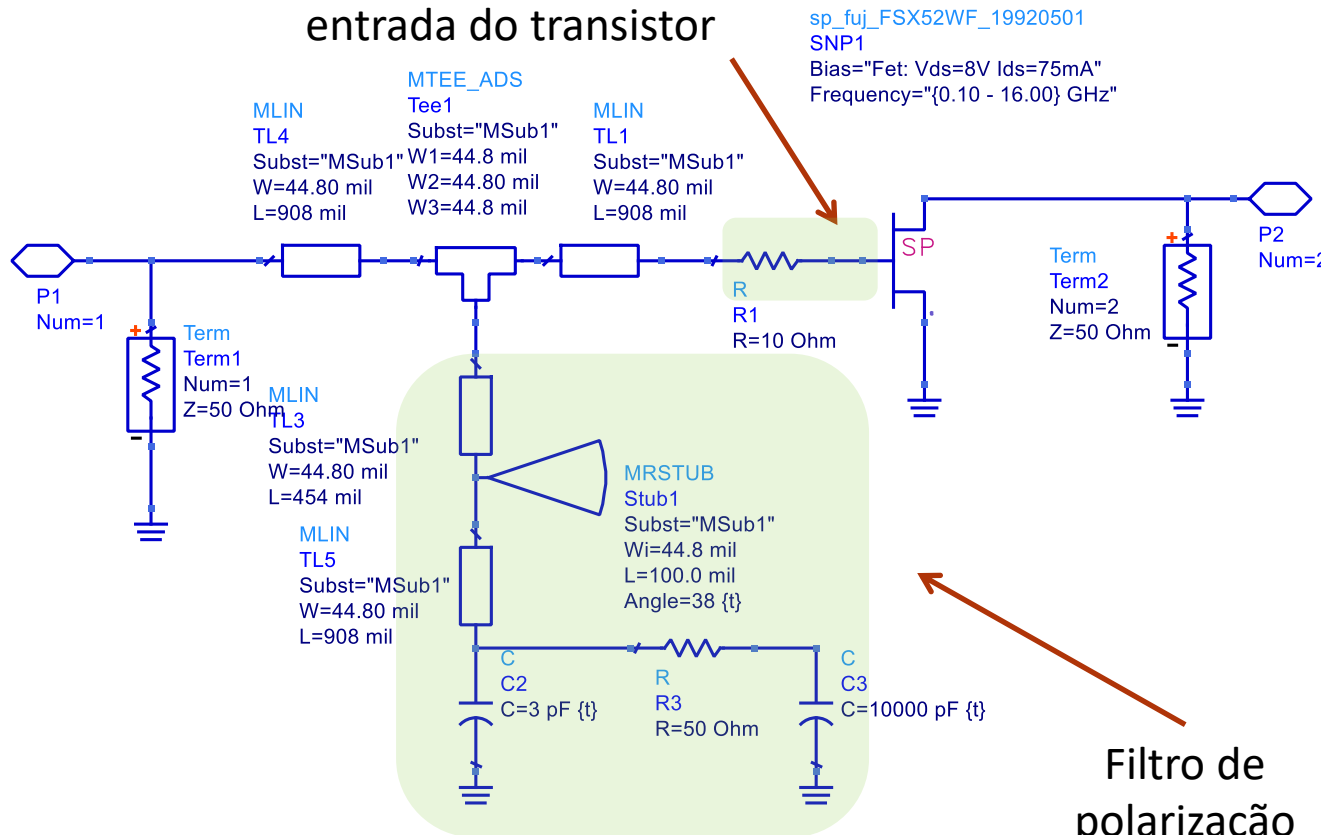 entrada do transistor
sp_fuj_FSX52WF_19920501
SNP1
Bias="Fet: Vds=8V Ids=75mA"
Frequency="{0.10 - 16.00} GHz"
MLIN
TL4
Subst="MSub1"
W=44.80 mil
L=908 mil
MTEE_ADS
Tee1
Subst="MSub1"
W1=44.8 mil
W2=44.80 mil
W3=44.8 mil
MLIN
TL1
Subst="MSub1"
W=44.80 mil
L=908 mil
SP
P1
Num=1
+
Term
Term1
Num=1
Z=50 Ohm
-
R
R1
R=10 Ohm
+
Term
Term2
Num=2
Z=50 Ohm
-
P2
Num=2
MLIN
TL3
Subst="MSub1"
W=44.80 mil
L=454 mil
MRSTUB
Stub1
Subst="MSub1"
Wi=44.8 mil
L=100.0 mil
Angle=38 {t}
MLIN
TL5
Subst="MSub1"
W=44.80 mil
L=908 mil
C
C2
C=3 pF {t}
R
R3
R=50 Ohm
C
C3
C=10000 pF {t}
Filtro de
polarização